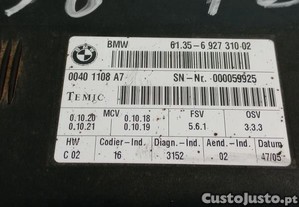 BMW 61.35-6 927 310-02
0040 1108 A7 SN-Nr. 000059925
TEMIC MCV FSV OSV
0.10.20 0.10.18 5.6.1 3.3.3
0.10.21 0.10.19
HW Codier-Ind. Diagn.-Ind. Aend.-Ind. Datum
C 02 16 3152 02 47/05
CustoJusto.pt